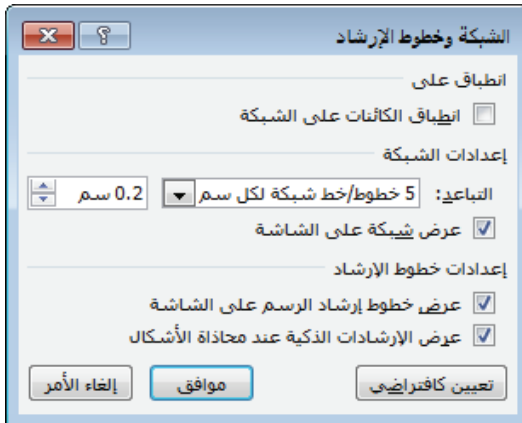 الشبكة وخطوط الإرشاد
انطباق على
انطباق الكائنات على الشبكة
إعدادات الشبكة
التباعد: 5 خطوط/خط شبكة لكل سم 0.2 سم
عرض شبكة على الشاشة
إعدادات خطوط الإرشاد
عرض خطوط إرشاد الرسم على الشاشة
عرض الإرشادات الذكية عند محاذاة الأشكال
تعيين كافتراضي موافق إلغاء الأمر